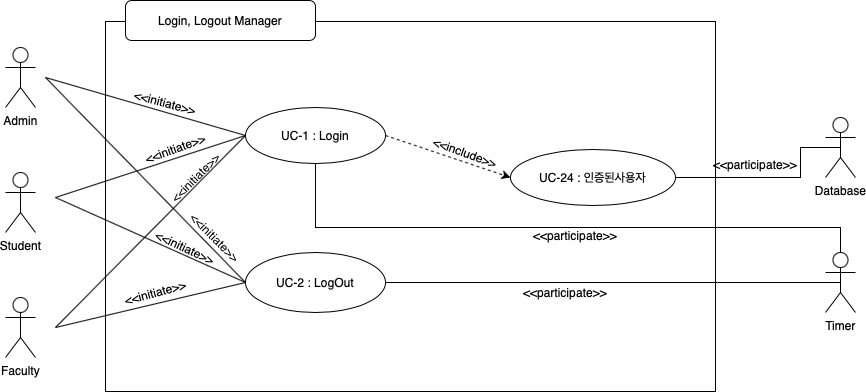 Login, Logout Manager
Admin
<<initiate>>
UC-1 : Login
<<initiate>>
<<include>>
<<initiate>>
UC-24 : 인증된사용자
<<participate>>
Database
Student
<<initiate>>
<<initiate>>
<<participate>>
UC-2 : LogOut
<<initiate>>
<<participate>>
Timer
Faculty